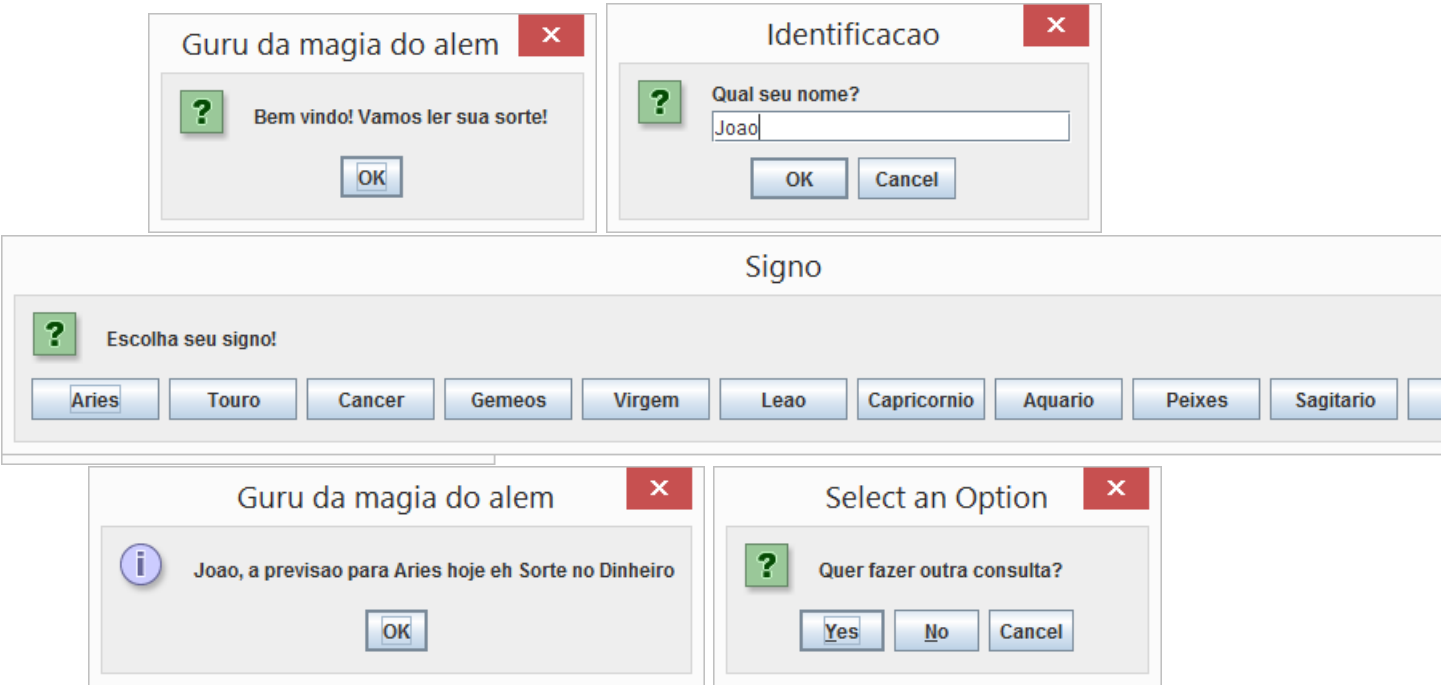 Guru da magia do alem
Bem vindo! Vamos ler sua sorte!
OK
Identificacao
Qual seu nome?
Joao
OK Cancel
Signo
Escolha seu signo!
Aries Touro Cancer Gemeos Virgem Leao Capricornio Aquario Peixes Sagitario
Guru da magia do alem
Joao, a previsao para Aries hoje eh Sorte no Dinheiro
OK
Select an Option
Quer fazer outra consulta?
Yes No Cancel